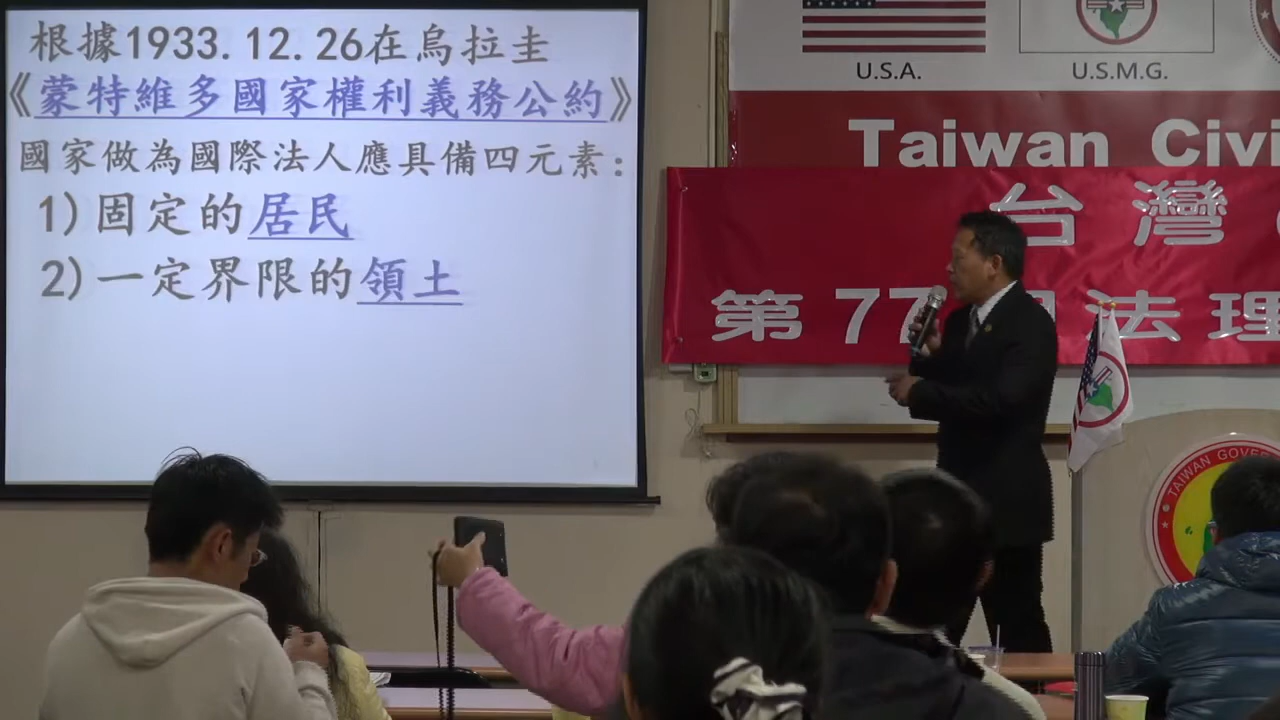 根據1933.12.26在烏拉圭
《蒙特維多國家權利義務公約》
國家做為國際法人應具備四元素：
1)固定的居民
2)一定界限的領土
U.S.A.
U.S.M.G.
Taiwan Civi
台灣
第77 法理
TAIWAN GOVER